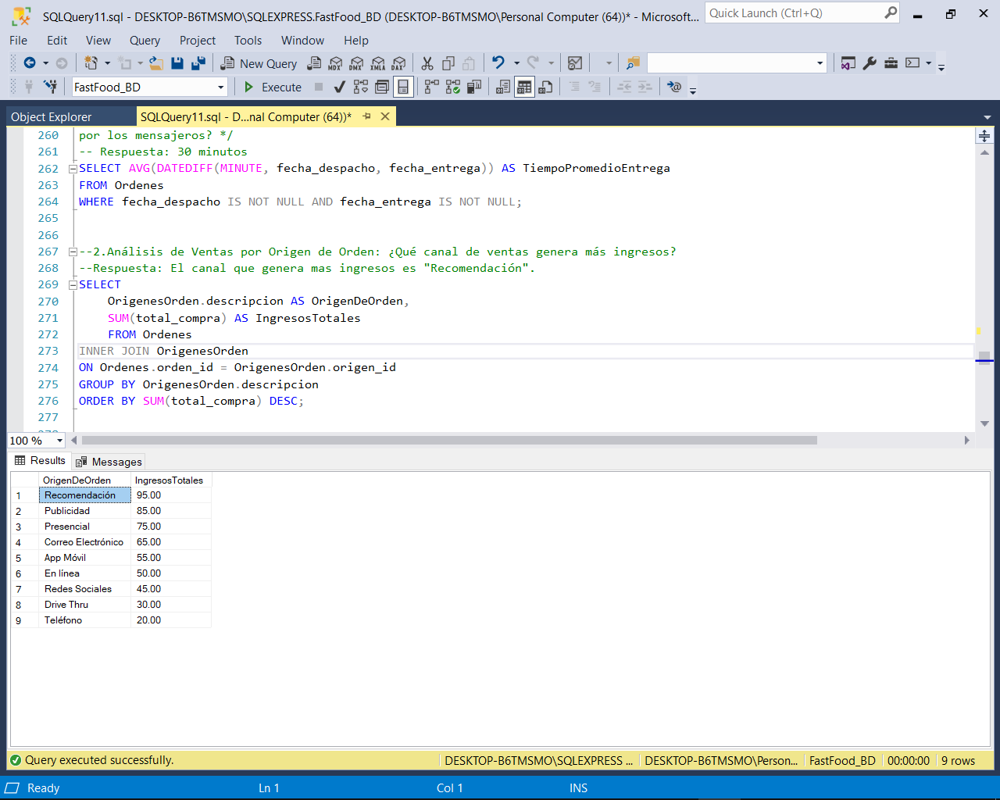 SQLQuery11.sql - DESKTOP-B6TMSMO\SQLEXPRESS.FastFood_BD (DESKTOP-B6TMSMO\Personal Computer (64))* - Microsoft...
Quick Launch (Ctrl+Q)
File Edit View Query Project Tools Window Help
New Query
MDX DMX XMLA DAX
FastFood_BD
Execute
Object Explorer
SQLQuery11.sql - D...nal Computer (64))*
260 por los mensajeros? */
261 -- Respuesta: 30 minutos
262 SELECT AVG(DATEDIFF(MINUTE, fecha_despacho, fecha_entrega)) AS TiempoPromedioEntrega
263 FROM Ordenes
264 WHERE fecha_despacho IS NOT NULL AND fecha_entrega IS NOT NULL;
265
266
267 --2.Análisis de Ventas por Origen de Orden: ¿Qué canal de ventas genera más ingresos?
268 --Respuesta: El canal que genera mas ingresos es "Recomendación".
269 SELECT
270 OrigenesOrden.descripcion AS OrigenDeOrden,
271 SUM(total_compra) AS IngresosTotales
272 FROM Ordenes
273 INNER JOIN OrigenesOrden
274 ON Ordenes.orden_id = OrigenesOrden.origen_id
275 GROUP BY OrigenesOrden.descripcion
276 ORDER BY SUM(total_compra) DESC;
277
100 %
Results Messages
OrigenDeOrden IngresosTotales
1 Recomendación 95.00
2 Publicidad 85.00
3 Presencial 75.00
4 Correo Electrónico 65.00
5 App Móvil 55.00
6 En línea 50.00
7 Redes Sociales 45.00
8 Drive Thru 30.00
9 Teléfono 20.00
Query executed successfully. DESKTOP-B6TMSMO\SQLEXPRESS ... DESKTOP-B6TMSMO\Person... FastFood_BD 00:00:00 9 rows
Ready Ln 1 Col 1 INS